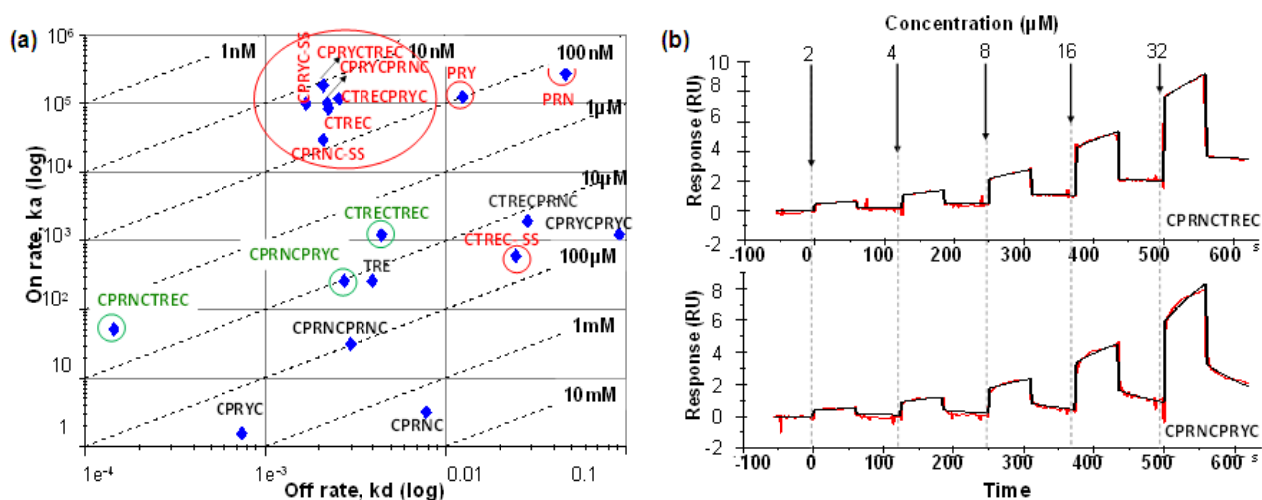 (a)
On rate, ka (log)
10⁶
10⁵
10⁴
10³
10²
10
1
1nM
10 nM
100 nM
1µM
10µM
100µM
1mM
10 mM
CPRYC-SS
CPRYCTREC
CPRYCPRNC
CTRECPRYC
CTREC
CPRNC-SS
PRY
PRN
CTRECTREC
CTRECPRNC
CPRYCPRYC
CTREC_SS
CPRNCPRYC
TRE
CPRNCTREC
CPRNCPRNC
CPRYC
CPRNC
10⁻⁴
1e⁻³
0.01
0.1
Off rate, kd (log)
(b)
Concentration (µM)
2
4
8
16
32
Response (RU)
10
8
6
4
2
0
-2
-100
0
100
200
300
400
500
600
s
CPRNCTREC
Response (RU)
8
6
4
2
0
-2
CPRNCPRYC
-100
0
100
200
300
400
500
600
s
Time